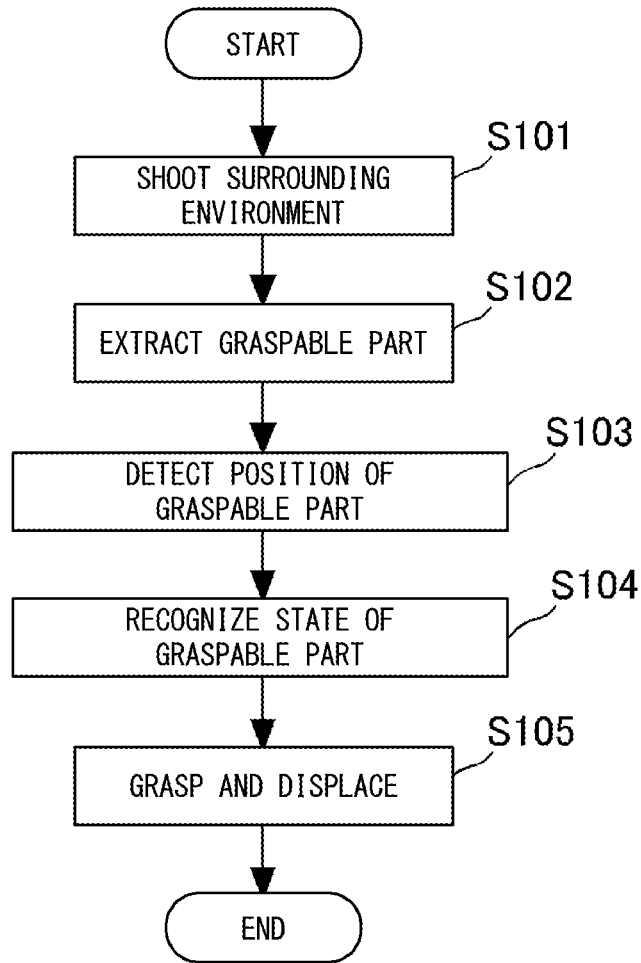 START
S101
SHOOT SURROUNDING
ENVIRONMENT
S102
EXTRACT GRASPABLE PART
S103
DETECT POSITION OF
GRASPABLE PART
S104
RECOGNIZE STATE OF
GRASPABLE PART
S105
GRASP AND DISPLACE
END